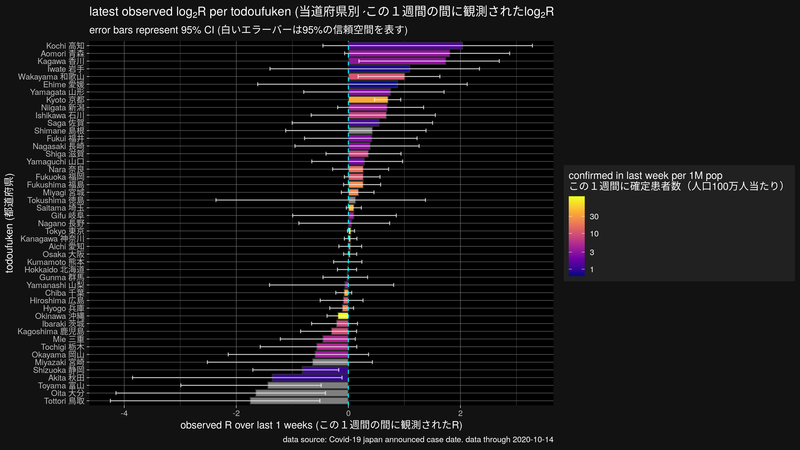 latest observed log₂R per todoufuken (当道府県別 この１週間の間に観測されたlog₂R
error bars represent 95% CI (白いエラーバーは95%の信頼空間を表す)
Kochi 高知
Aomori 青森
Kagawa 香川
Iwate 岩手
Wakayama 和歌山
Ehime 愛媛
Yamagata 山形
Kyoto 京都
Niigata 新潟
Ishikawa 石川
Saga 佐賀
Shimane 島根
Fukui 福井
Nagasaki 長崎
Shiga 滋賀
Yamaguchi 山口
Nara 奈良
Fukuoka 福岡
Fukushima 福島
Miyagi 宮城
Tokushima 徳島
Saitama 埼玉
Gifu 岐阜
Nagano 長野
Tokyo 東京
Kanagawa 神奈川
Aichi 愛知
Osaka 大阪
Kumamoto 熊本
Hokkaido 北海道
Gunma 群馬
Yamanashi 山梨
Chiba 千葉
Hiroshima 広島
Hyogo 兵庫
Okinawa 沖縄
Ibaraki 茨城
Kagoshima 鹿児島
Mie 三重
Tochigi 栃木
Okayama 岡山
Miyazaki 宮崎
Shizuoka 静岡
Akita 秋田
Toyama 富山
Oita 大分
Tottori 鳥取
todoufuken (都道府県)
-4 -2 0 2
observed R over last 1 weeks (この１週間の間に観測されたR)
confirmed in last week per 1M pop
この１週間に確定患者数（人口100万人当たり）
30
10
3
1
data source: Covid-19 japan announced case date. data through 2020-10-14